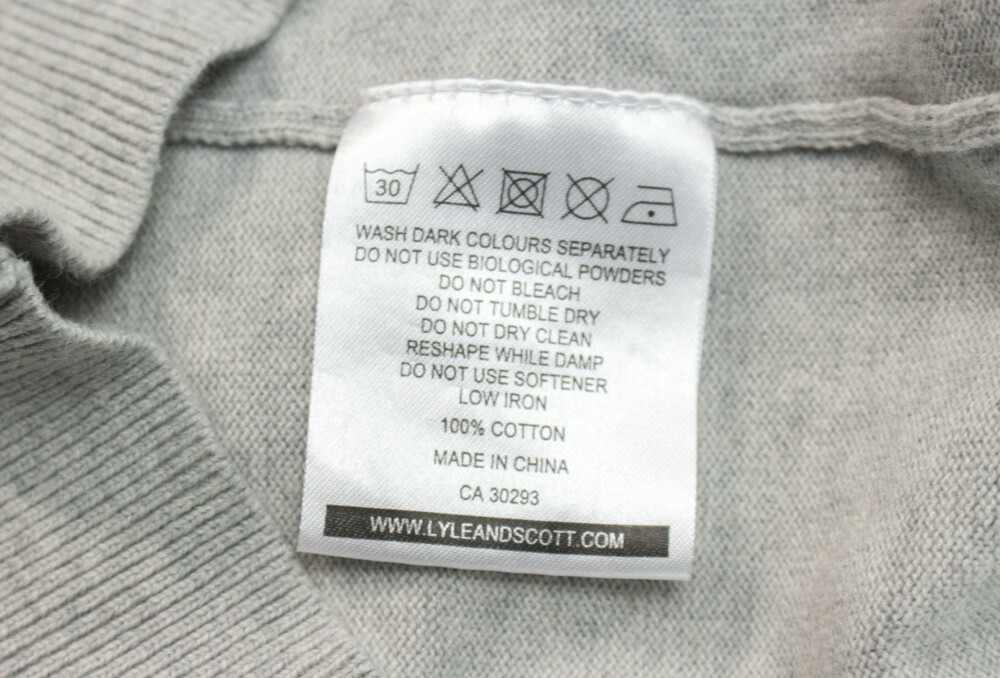 30
WASH DARK COLOURS SEPARATELY
DO NOT USE BIOLOGICAL POWDERS
DO NOT BLEACH
DO NOT TUMBLE DRY
DO NOT DRY CLEAN
RESHAPE WHILE DAMP
DO NOT USE SOFTENER
LOW IRON
100% COTTON
MADE IN CHINA
CA 30293
WWW.LYLEANDSCOTT.COM